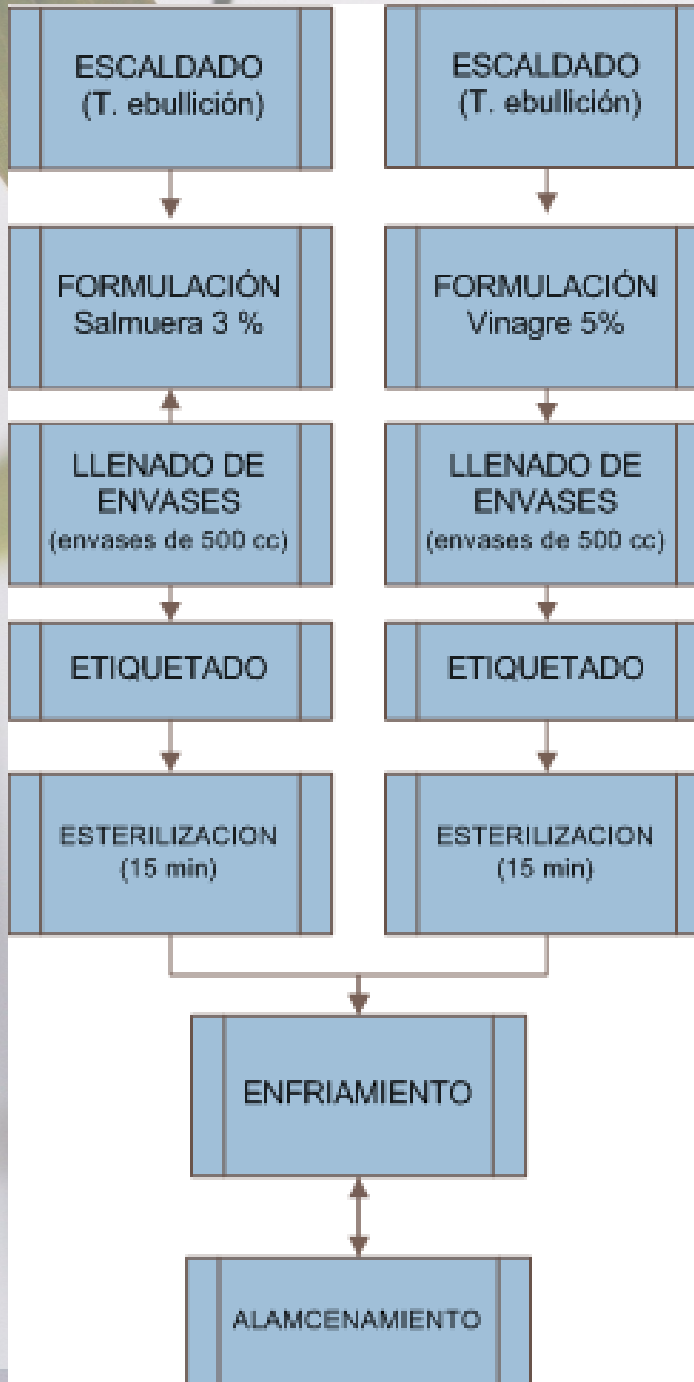 ESCALDADO
(T. ebullición)
FORMULACIÓN
Salmuera 3 %
LLENADO DE
ENVASES
(envases de 500 cc)
ETIQUETADO
ESTERILIZACION
(15 min)
ESCALDADO
(T. ebullición)
FORMULACIÓN
Vinagre 5%
LLENADO DE
ENVASES
(envases de 500 cc)
ETIQUETADO
ESTERILIZACION
(15 min)
ENFRIAMIENTO
ALAMCENAMIENTO